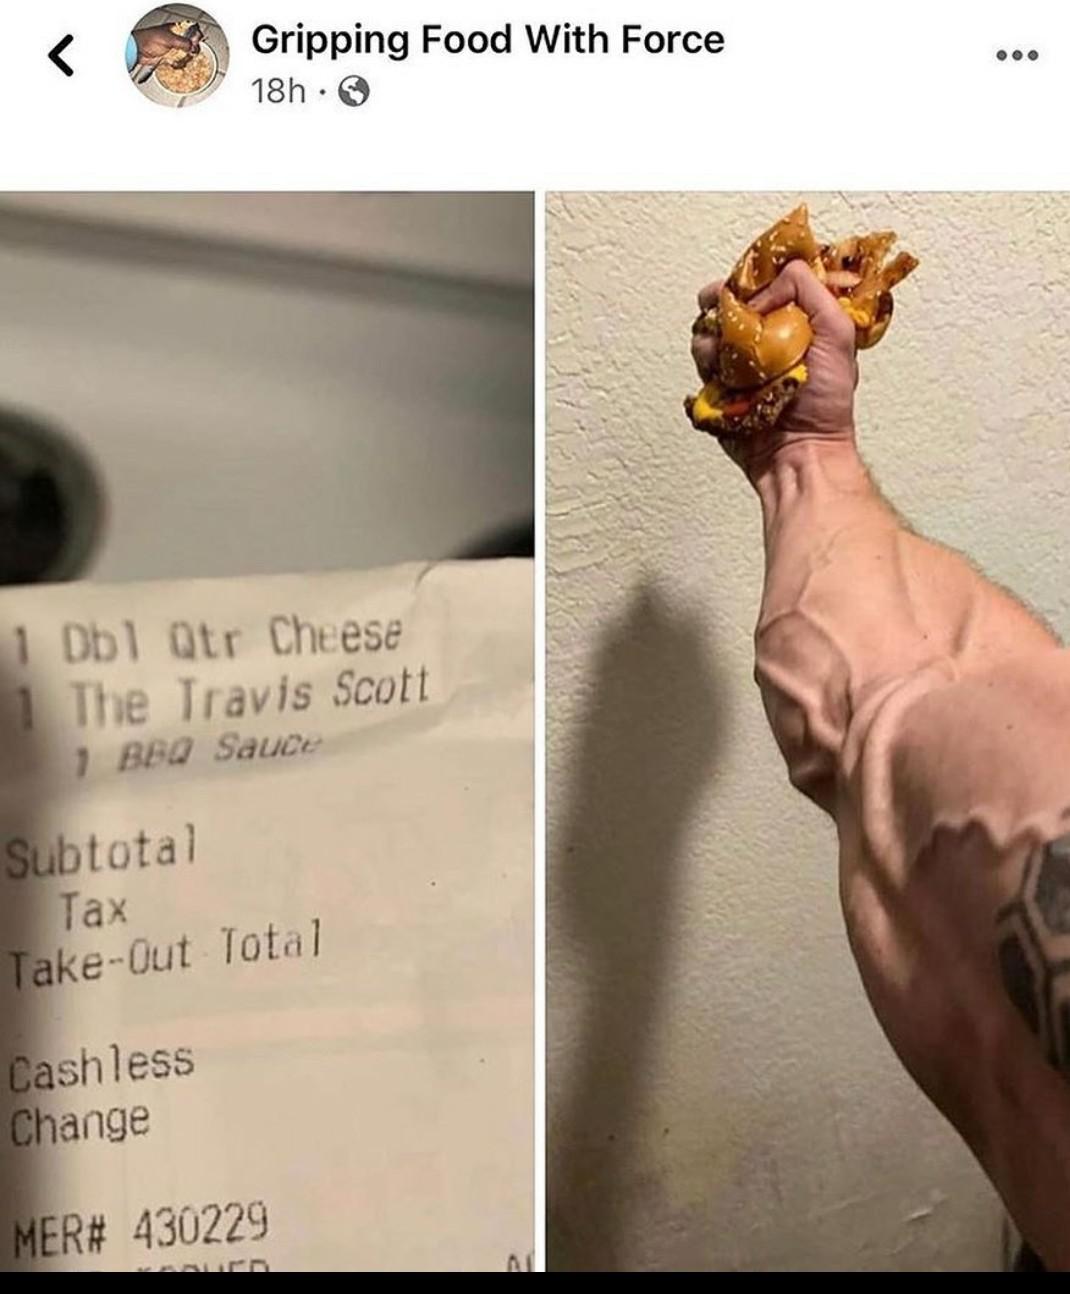 Gripping Food With Force
18h ·
1 Dbl Qtr Cheese
1 The Travis Scott
1 BBQ Sauce
Subtotal
Tax
Take-Out Total
Cashless
Change
MER# 430229